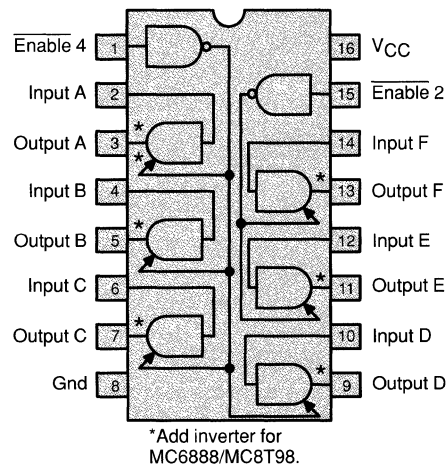 Enable 4 1 16 VCC
Input A 2 15 Enable 2
Output A 3 * * 14 Input F
Input B 4 * 13 Output F
Output B 5 * 12 Input E
Input C 6 * 11 Output E
Output C 7 * 10 Input D
Gnd 8 * 9 Output D
*Add inverter for
MC6888/MC8T98.